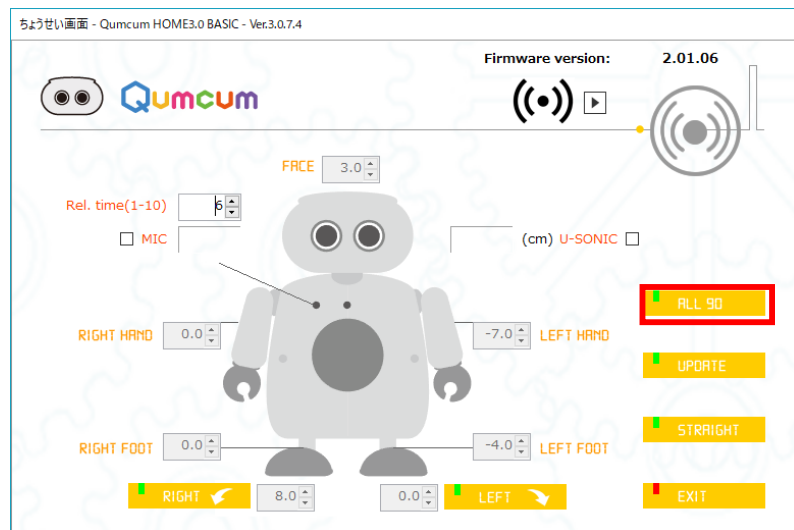 ちょうせい画面 - Qumcum HOME3.0 BASIC - Ver.3.0.7.4
Firmware version: 2.01.06
Qumcum
FACE 3.0
Rel. time(1-10) 6
MIC (cm) U-SONIC
ALL 90
RIGHT HAND 0.0 -7.0 LEFT HAND
UPDATE
RIGHT FOOT 0.0 -4.0 LEFT FOOT
STRAIGHT
RIGHT 8.0 0.0 LEFT
EXIT